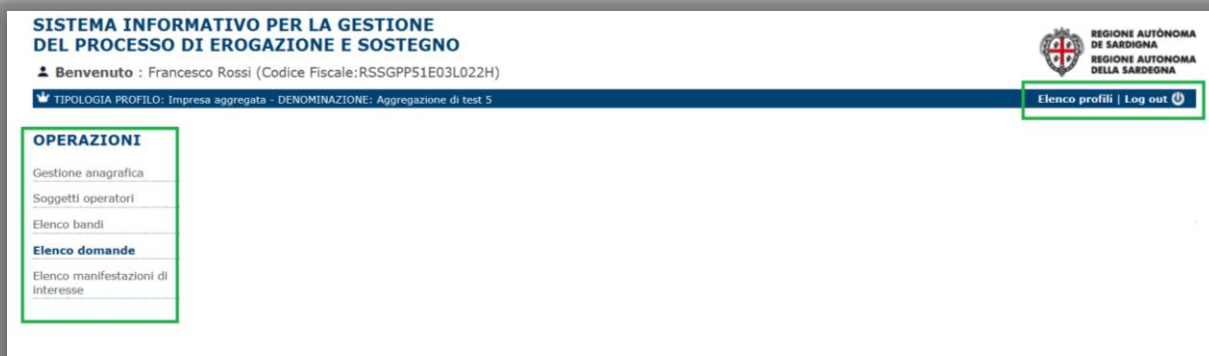 SISTEMA INFORMATIVO PER LA GESTIONE
DEL PROCESSO DI EROGAZIONE E SOSTEGNO
Benvenuto : Francesco Rossi (Codice Fiscale:RSSGPP51E03L022H)
REGIONE AUTÒNOMA
DE SARDIGNA
REGIONE AUTONOMA
DELLA SARDEGNA
TIPOLOGIA PROFILO: Impresa aggregata - DENOMINAZIONE: Aggregazione di test 5
Elenco profili | Log out
OPERAZIONI
Gestione anagrafica
Soggetti operatori
Elenco bandi
Elenco domande
Elenco manifestazioni di
interesse